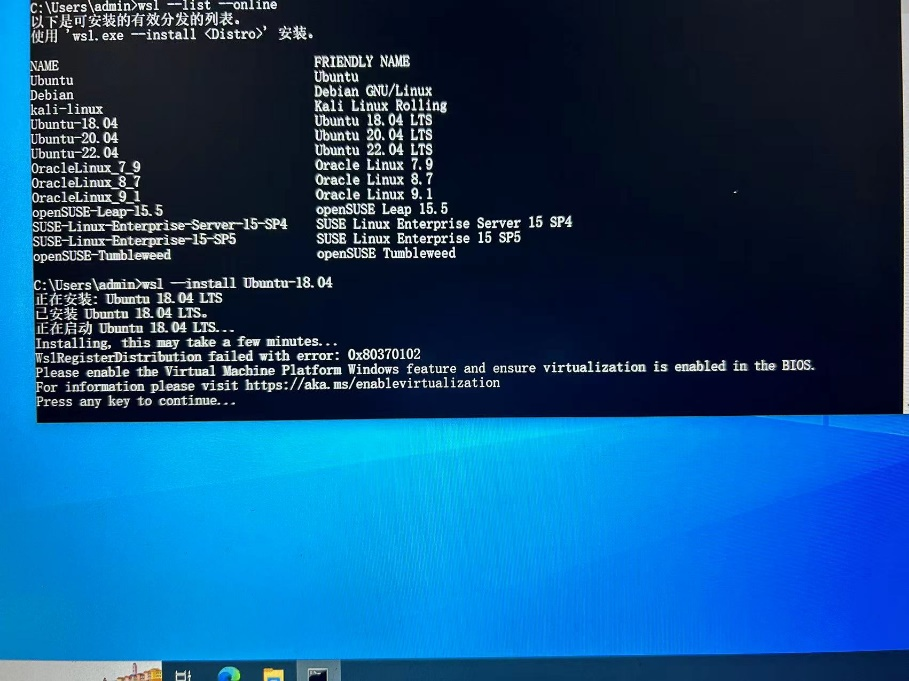 C:\Users\admin>wsl --list --online
以下是可安装的有效分发的列表。
使用 'wsl.exe --install <Distro>' 安装。
NAME FRIENDLY NAME
Ubuntu Ubuntu
Debian Debian GNU/Linux
kali-linux Kali Linux Rolling
Ubuntu-18.04 Ubuntu 18.04 LTS
Ubuntu-20.04 Ubuntu 20.04 LTS
Ubuntu-22.04 Ubuntu 22.04 LTS
OracleLinux_7_9 Oracle Linux 7.9
OracleLinux_8_7 Oracle Linux 8.7
OracleLinux_9_1 Oracle Linux 9.1
openSUSE-Leap-15.5 openSUSE Leap 15.5
SUSE-Linux-Enterprise-Server-15-SP4 SUSE Linux Enterprise Server 15 SP4
SUSE-Linux-Enterprise-15-SP5 SUSE Linux Enterprise 15 SP5
openSUSE-Tumbleweed openSUSE Tumbleweed
C:\Users\admin>wsl --install Ubuntu-18.04
正在安装: Ubuntu 18.04 LTS
已安装 Ubuntu 18.04 LTS。
正在启动 Ubuntu 18.04 LTS...
Installing, this may take a few minutes...
WslRegisterDistribution failed with error: 0x80370102
Please enable the Virtual Machine Platform Windows feature and ensure virtualization is enabled in the BIOS.
For information please visit https://aka.ms/enablevirtualization
Press any key to continue...